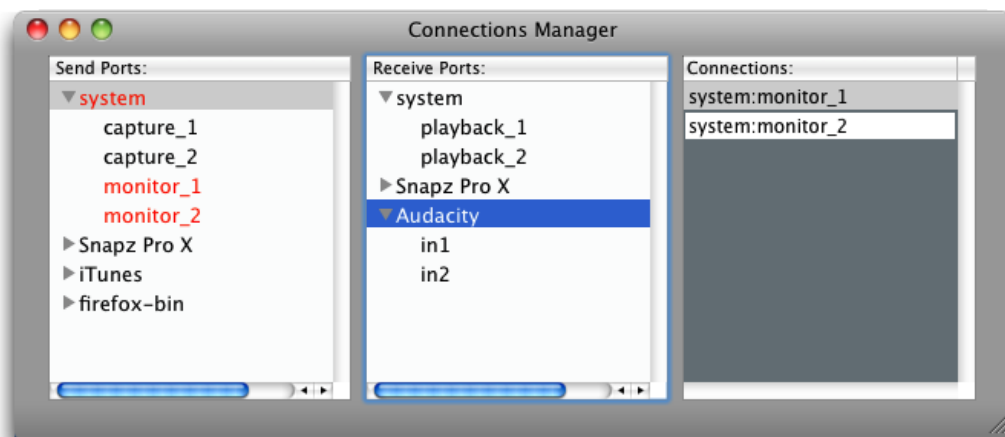 Connections Manager
Send Ports:
system
capture_1
capture_2
monitor_1
monitor_2
Snapz Pro X
iTunes
firefox-bin
Receive Ports:
system
playback_1
playback_2
Snapz Pro X
Audacity
in1
in2
Connections:
system:monitor_1
system:monitor_2